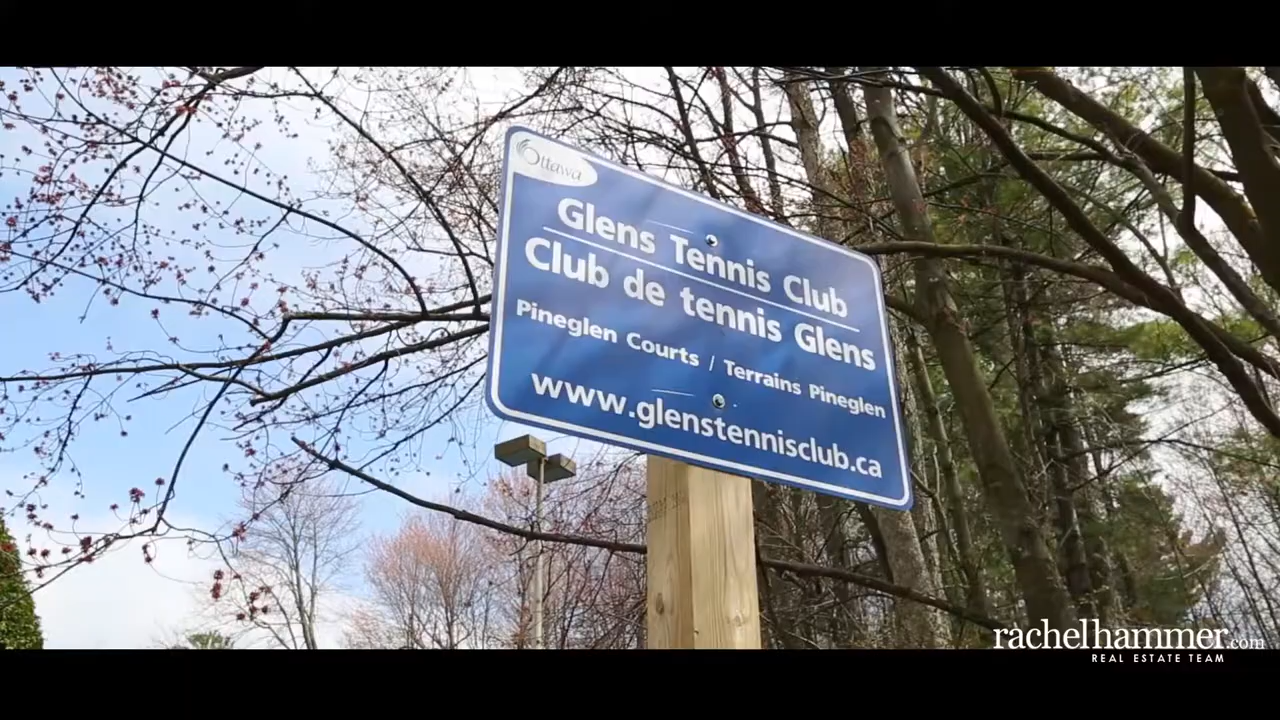 Ottawa
Glens Tennis Club
Club de tennis Glens
Pineglen Courts / Terrains Pineglen
www.glenstennisclub.ca
rachelhammer.com
REAL ESTATE TEAM